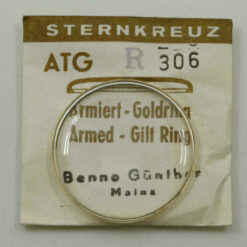 STERNKREUZ
ATG R 306
Armiert - Goldring
Armed - Gilt Ring
Benno Günther
Mainz